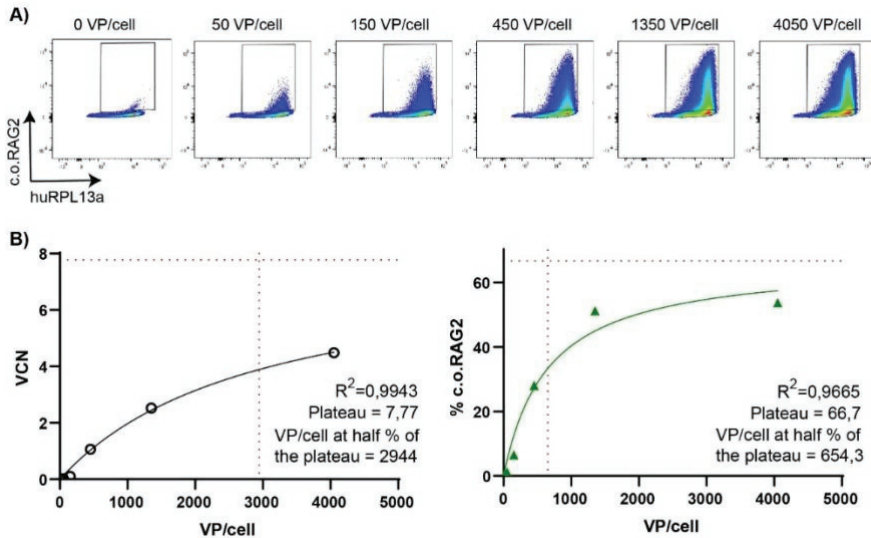 A)
0 VP/cell 50 VP/cell 150 VP/cell 450 VP/cell 1350 VP/cell 4050 VP/cell
c.o.RAG2
huRPL13a
B)
8
6
4
2
0
VCN
0 1000 2000 3000 4000 5000
VP/cell
R²=0,9943
Plateau = 7,77
VP/cell at half % of
the plateau = 2944
60
40
20
0
% c.o.RAG2
0 1000 2000 3000 4000 5000
VP/cell
R²=0,9665
Plateau = 66,7
VP/cell at half % of
the plateau = 654,3